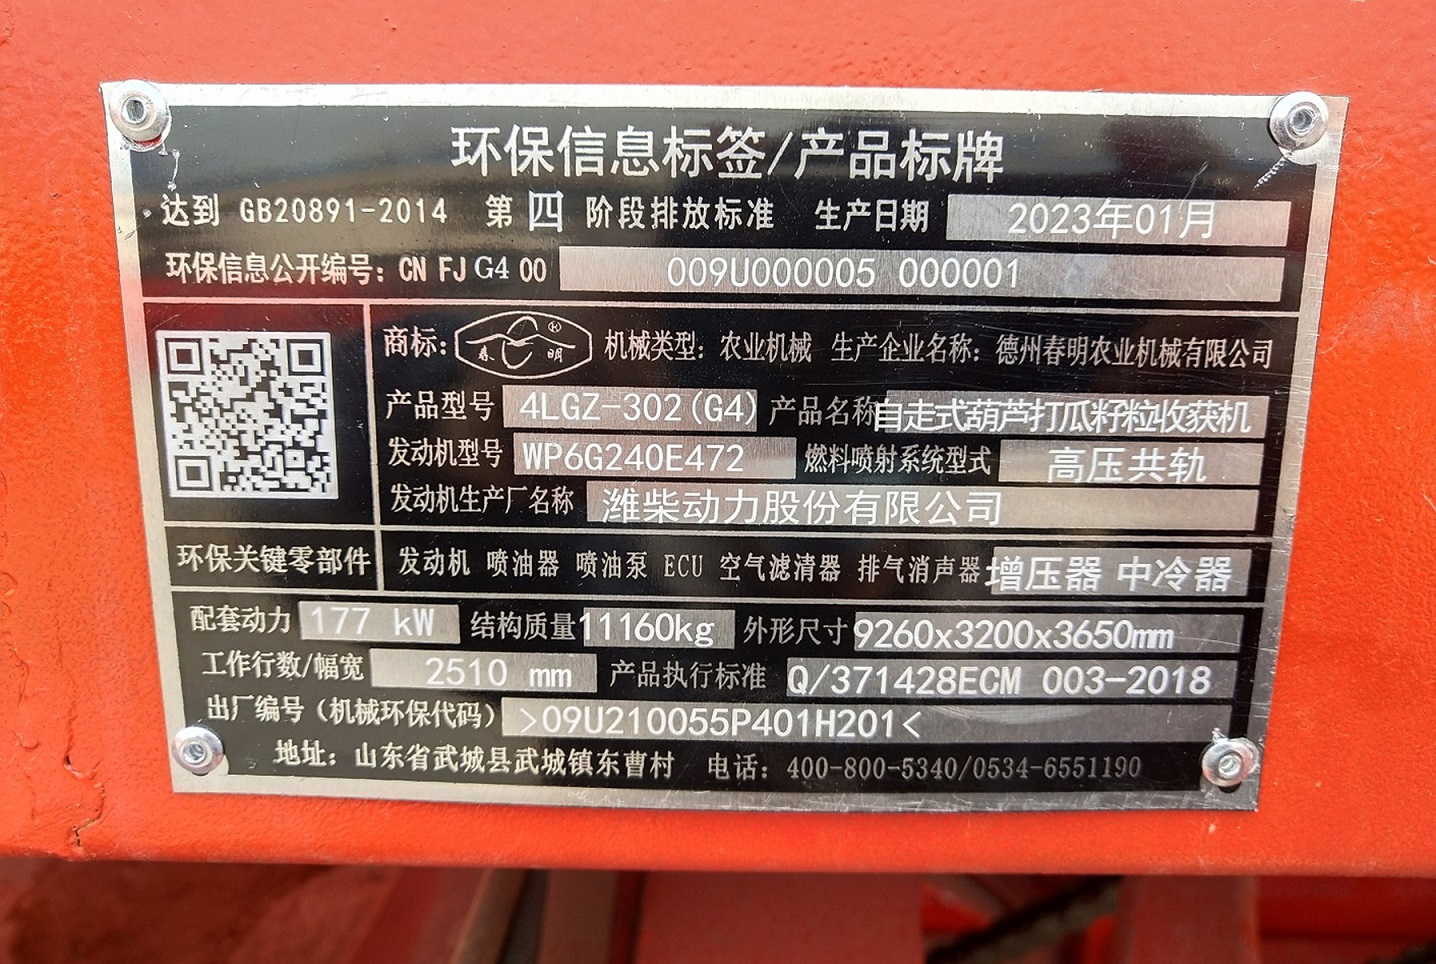 环保信息标签/产品标牌
达到 GB20891-2014 第四阶段排放标准 生产日期 2023年01月
环保信息公开编号：CN FJ G4 00 009U000005 000001
商标：春明® 机械类型：农业机械 生产企业名称：德州春明农业机械有限公司
产品型号 4LGZ-302(G4) 产品名称 自走式葫芦打瓜籽粒收获机
发动机型号 WP6G240E472 燃料喷射系统型式 高压共轨
发动机生产厂名称 潍柴动力股份有限公司
环保关键零部件 发动机 喷油器 喷油泵 ECU 空气滤清器 排气消声器 增压器 中冷器
配套动力 177 kW 结构质量 11160kg 外形尺寸 9260x3200x3650mm
工作行数/幅宽 2510 mm 产品执行标准 Q/371428ECM 003-2018
出厂编号（机械环保代码） >09U210055P401H201<
地址：山东省武城县武城镇东曹村 电话：400-800-5340/0534-6551190